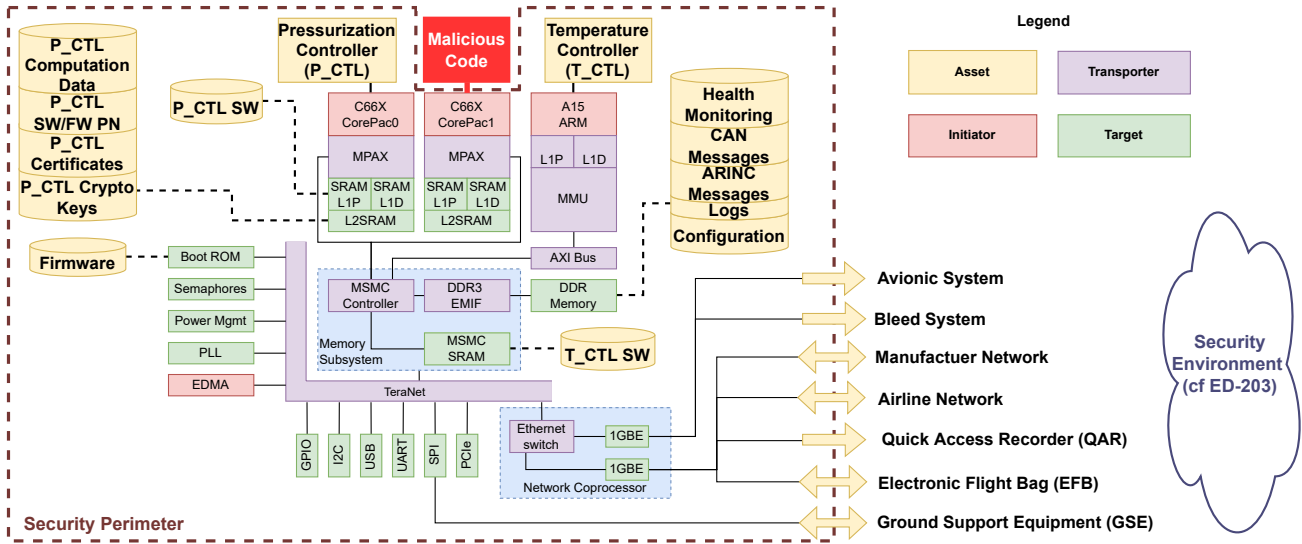 P_CTL
Computation
Data
P_CTL
SW/FW PN
P_CTL
Certificates
P_CTL Crypto
Keys
P_CTL SW
Firmware
Pressurization
Controller
(P_CTL)
Malicious
Code
Temperature
Controller
(T_CTL)
C66X
CorePac0
MPAX
SRAM
L1P
SRAM
L1D
L2SRAM
C66X
CorePac1
MPAX
SRAM
L1P
SRAM
L1D
L2SRAM
A15
ARM
L1P
L1D
MMU
AXI Bus
Health
Monitoring
CAN
Messages
ARINC
Messages
Logs
Configuration
Boot ROM
Semaphores
Power Mgmt
PLL
EDMA
MSMC
Controller
DDR3
EMIF
DDR
Memory
Memory
Subsystem
MSMC
SRAM
T_CTL SW
TeraNet
GPIO
I2C
USB
UART
SPI
PCIe
Ethernet
switch
1GBE
1GBE
Network Coprocessor
Security Perimeter
Legend
Asset
Transporter
Initiator
Target
Avionic System
Bleed System
Manufactuer Network
Airline Network
Quick Access Recorder (QAR)
Electronic Flight Bag (EFB)
Ground Support Equipment (GSE)
Security
Environment
(cf ED-203)